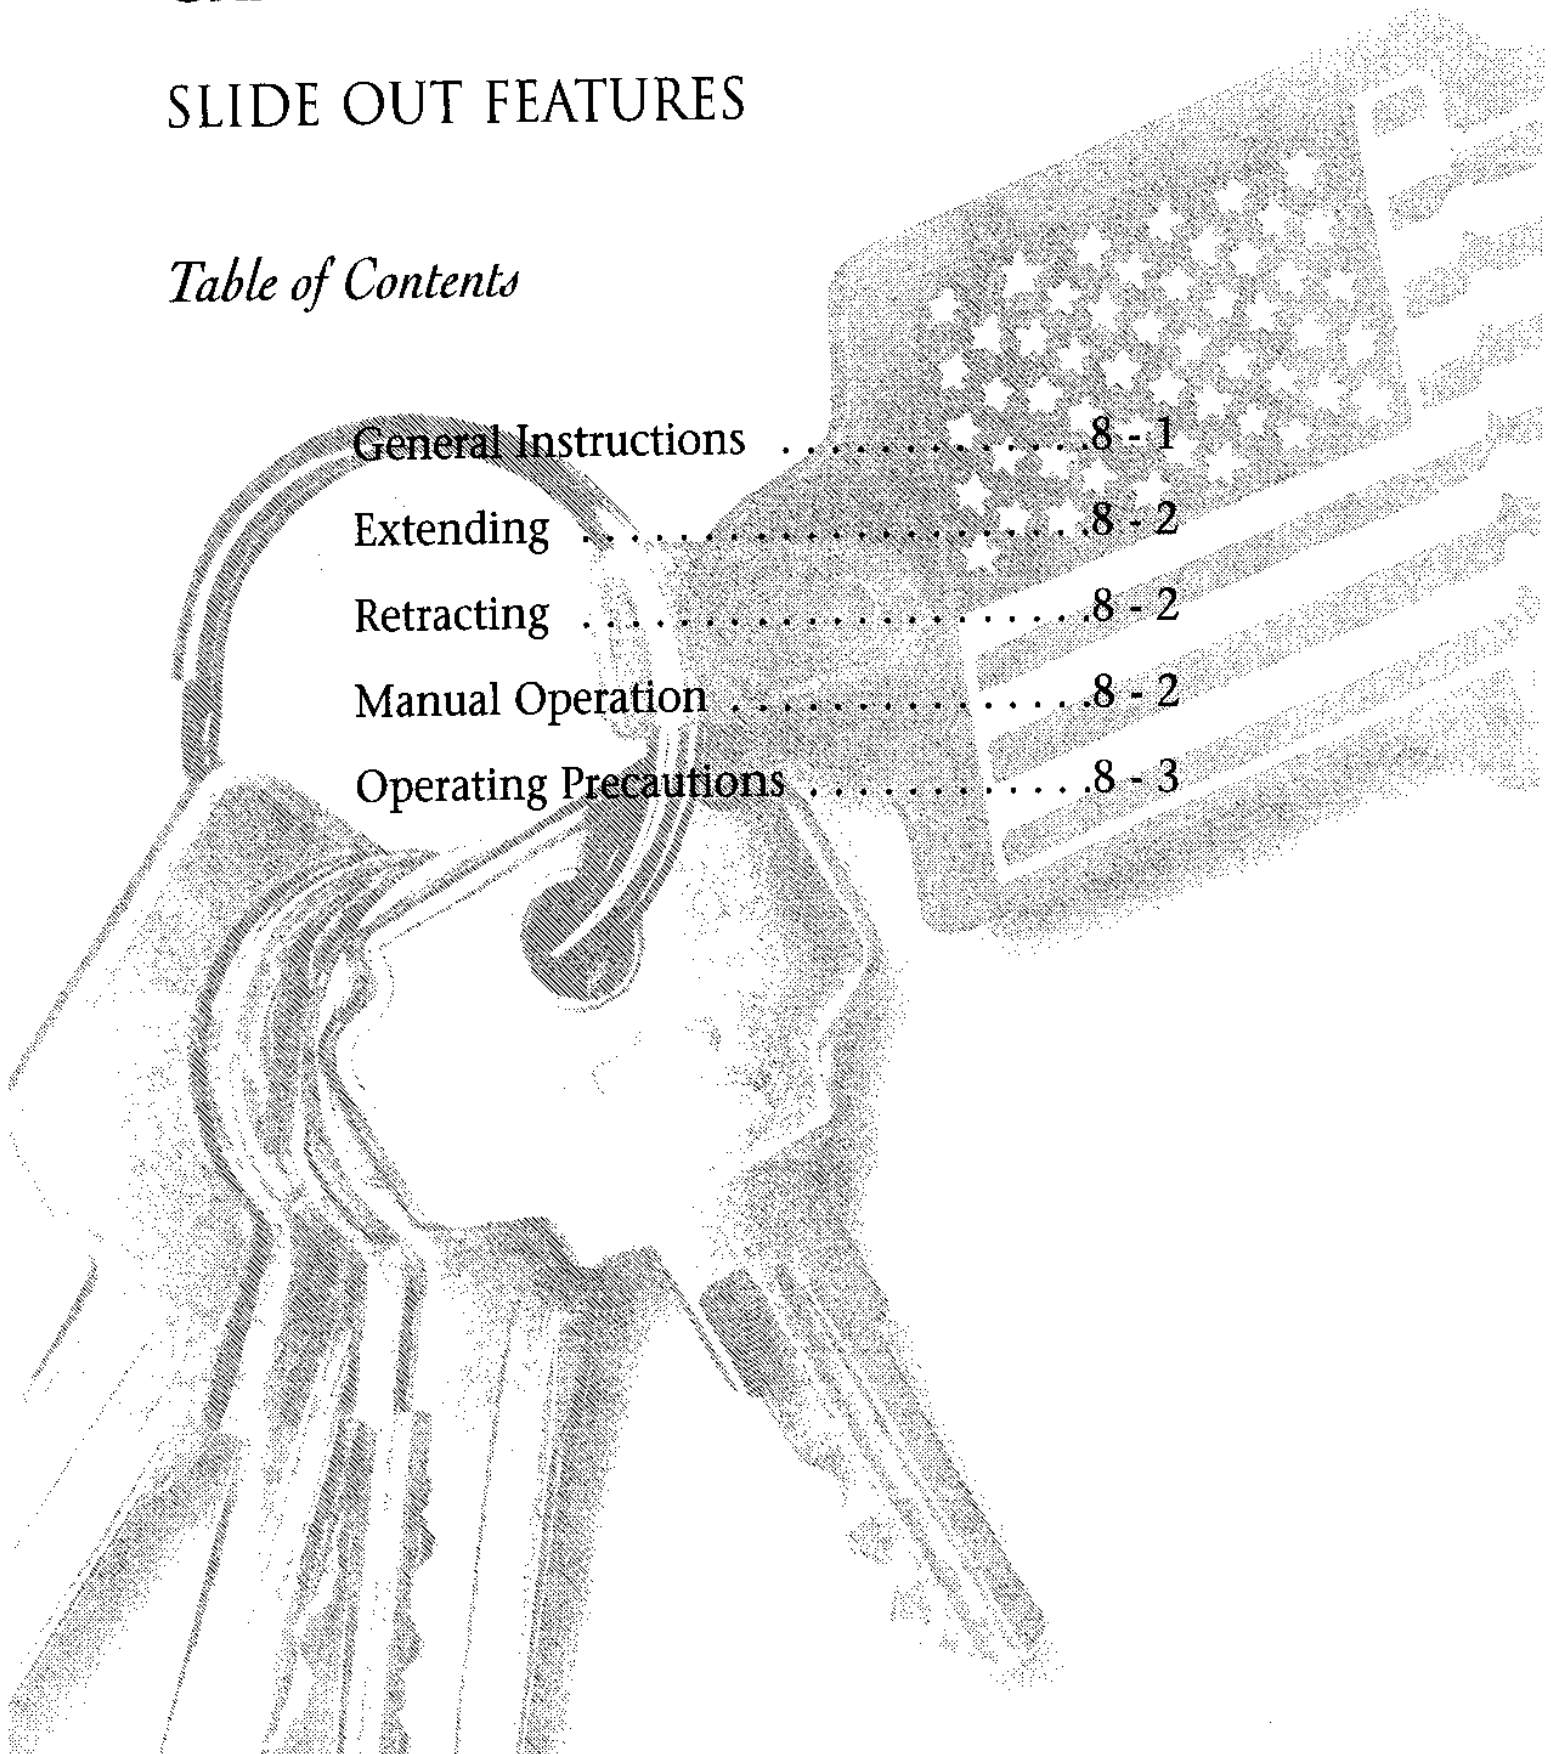 SLIDE OUT FEATURES
Table of Contents
General Instructions . . . . . . . . . . . . .8 - 1
Extending . . . . . . . . . . . . . . . . . . . . .8 - 2
Retracting . . . . . . . . . . . . . . . . . . . . .8 - 2
Manual Operation . . . . . . . . . . . . . . .8 - 2
Operating Precautions . . . . . . . . . . . .8 - 3